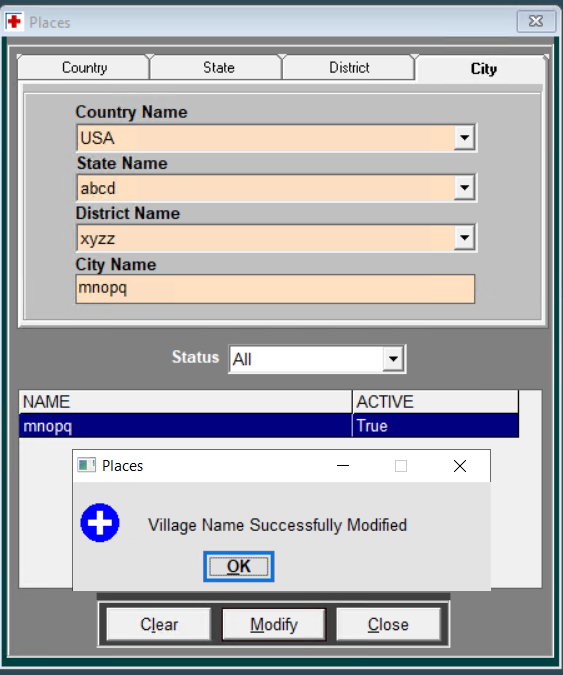 Places
Country State District City
Country Name
USA
State Name
abcd
District Name
xyzz
City Name
mnopq
Status All
NAME ACTIVE
mnopq True
Places
Village Name Successfully Modified
OK
Clear Modify Close